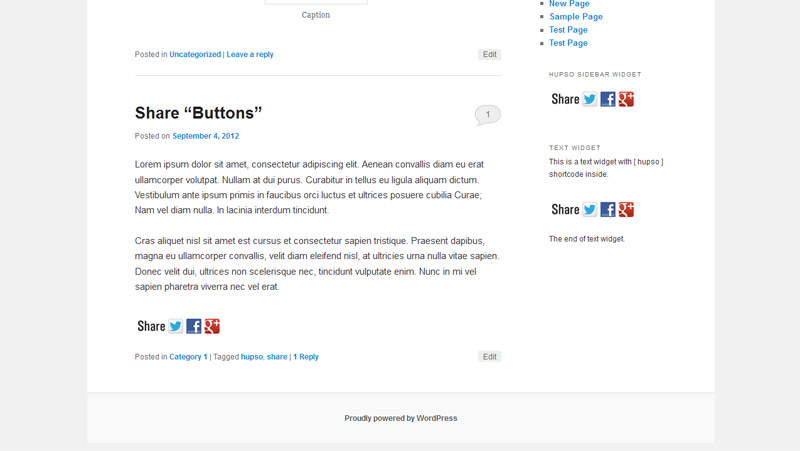 Caption
Posted in Uncategorized | Leave a reply
Edit
Share “Buttons”
1
Posted on September 4, 2012
Lorem ipsum dolor sit amet, consectetur adipiscing elit. Aenean convallis diam eu erat
ullamcorper volutpat. Nullam at dui purus. Curabitur in tellus eu ligula aliquam dictum.
Vestibulum ante ipsum primis in faucibus orci luctus et ultrices posuere cubilia Curae;
Nam vel diam nulla. In lacinia interdum tincidunt.
Cras aliquet nisl sit amet est cursus et consectetur sapien tristique. Praesent dapibus,
magna eu ullamcorper convallis, velit diam eleifend nisl, at ultricies urna nulla vitae sapien.
Donec velit dui, ultrices non scelerisque nec, tincidunt vulputate enim. Nunc in mi vel
sapien pharetra viverra nec vel erat.
Share f g+
Posted in Category 1 | Tagged hupso, share | 1 Reply
Edit
New Page
Sample Page
Test Page
Test Page
HUPSO SIDEBAR WIDGET
Share f g+
TEXT WIDGET
This is a text widget with [ hupso ]
shortcode inside.
Share f g+
The end of text widget.
Proudly powered by WordPress